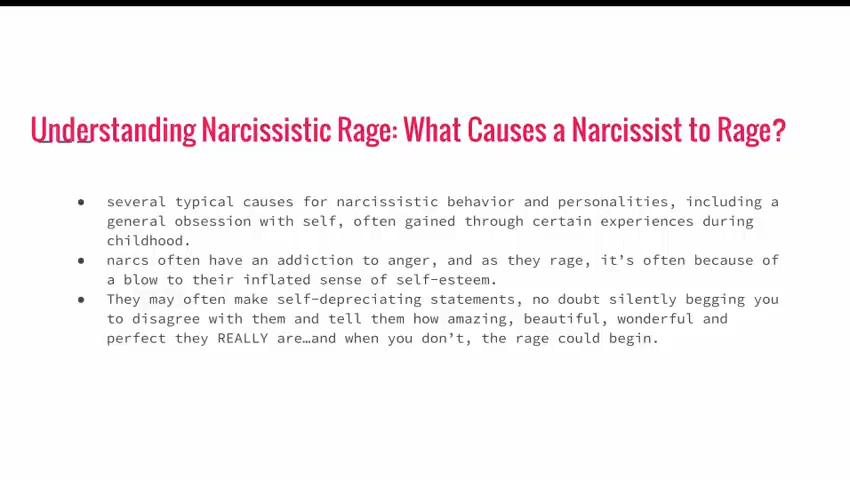 Understanding Narcissistic Rage: What Causes a Narcissist to Rage?
● several typical causes for narcissistic behavior and personalities, including a
general obsession with self, often gained through certain experiences during
childhood.
● narcs often have an addiction to anger, and as they rage, it’s often because of
a blow to their inflated sense of self-esteem.
● They may often make self-depreciating statements, no doubt silently begging you
to disagree with them and tell them how amazing, beautiful, wonderful and
perfect they REALLY are…and when you don’t, the rage could begin.